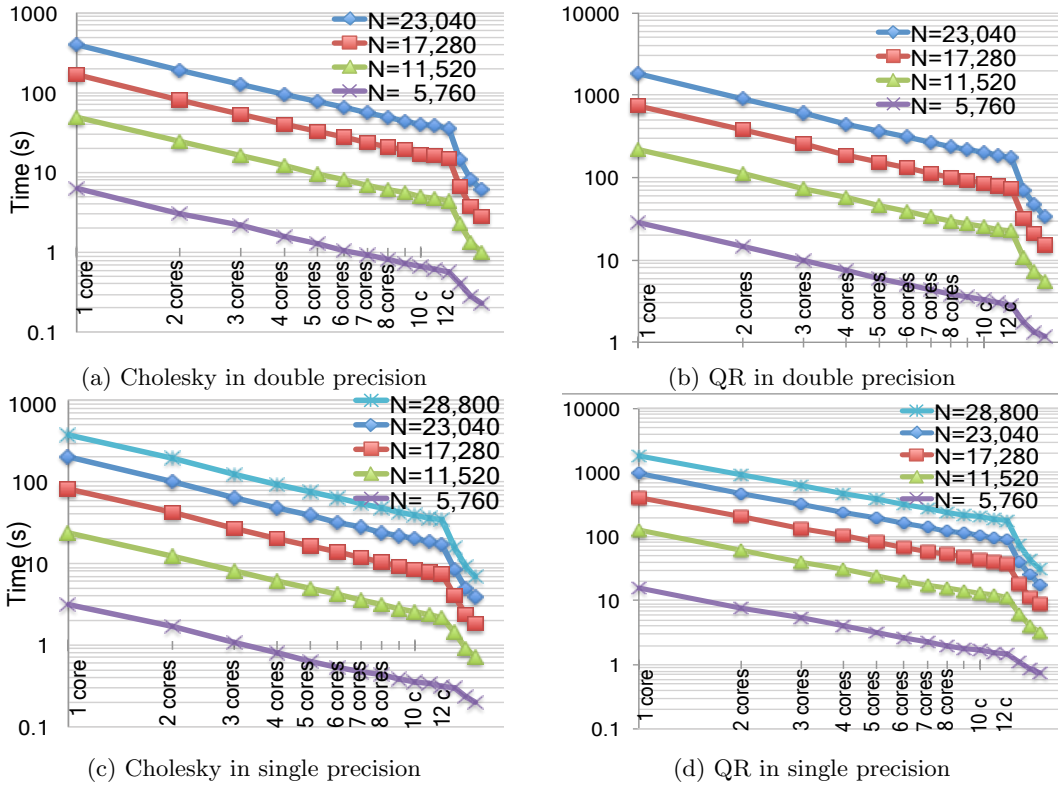 1000
100
10
1
0.1
Time (s)
N=23,040
N=17,280
N=11,520
N= 5,760
1 core
2 cores
3 cores
4 cores
5 cores
6 cores
7 cores
8 cores
10 c
12 c
(a) Cholesky in double precision
10000
1000
100
10
1
N=23,040
N=17,280
N=11,520
N= 5,760
1 core
2 cores
3 cores
4 cores
5 cores
6 cores
7 cores
8 cores
10 c
12 c
(b) QR in double precision
1000
100
10
1
0.1
Time (s)
N=28,800
N=23,040
N=17,280
N=11,520
N= 5,760
1 core
2 cores
3 cores
4 cores
5 cores
6 cores
7 cores
8 cores
10 c
12 c
(c) Cholesky in single precision
10000
1000
100
10
1
0.1
N=28,800
N=23,040
N=17,280
N=11,520
N= 5,760
1 core
2 cores
3 cores
4 cores
5 cores
6 cores
7 cores
8 cores
10 c
12 c
(d) QR in single precision